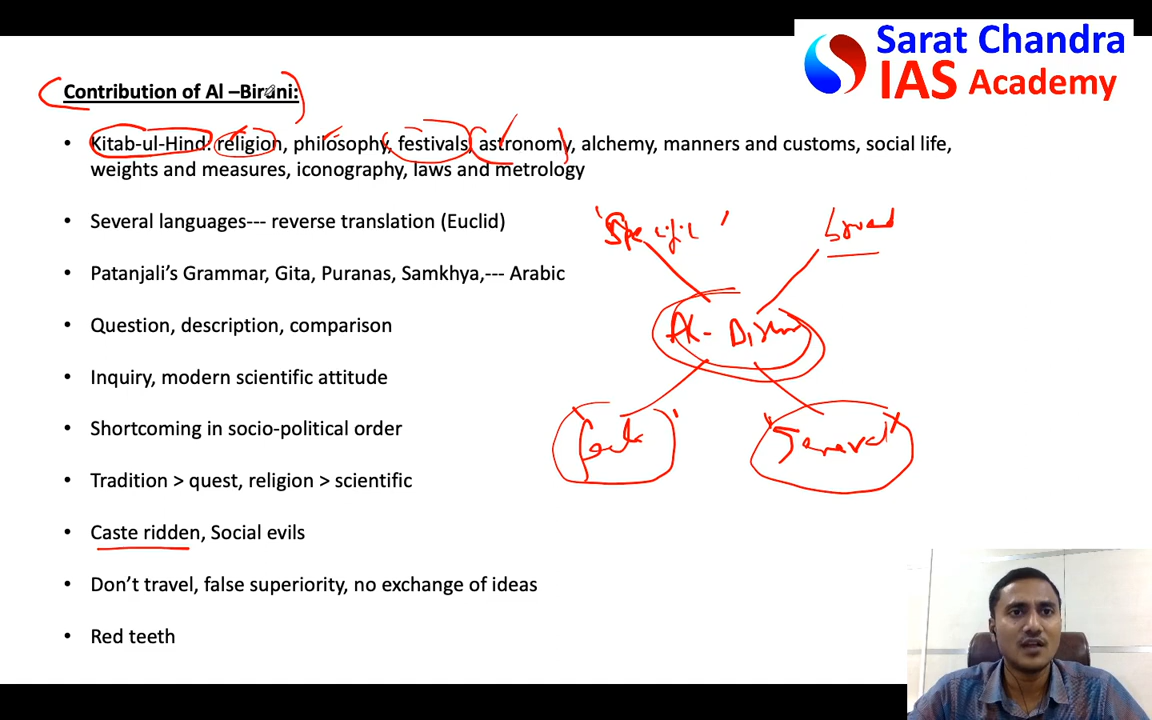 Sarat Chandra
IAS Academy
Contribution of Al –Biruni:
• Kitab-ul-Hind: religion, philosophy, festivals, astronomy, alchemy, manners and customs, social life,
weights and measures, iconography, laws and metrology
• Several languages--- reverse translation (Euclid)
'Specific'
broad
• Patanjali's Grammar, Gita, Puranas, Samkhya,--- Arabic
• Question, description, comparison
Al-Birun
• Inquiry, modern scientific attitude
• Shortcoming in socio-political order
General
• Tradition > quest, religion > scientific
• Caste ridden, Social evils
• Don't travel, false superiority, no exchange of ideas
• Red teeth